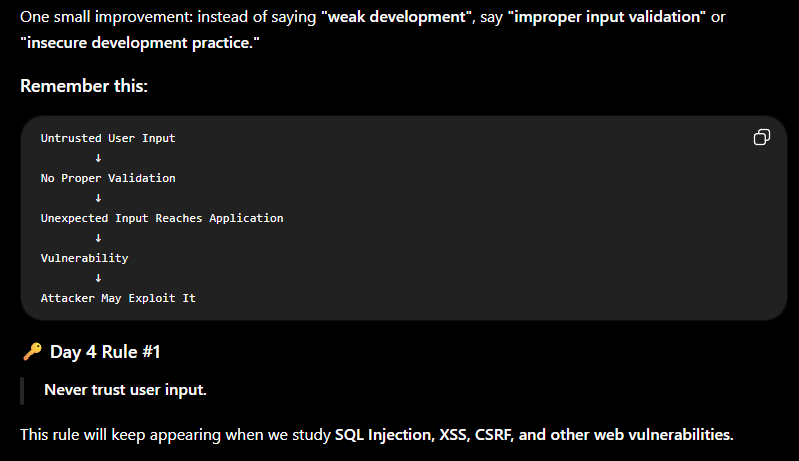 One small improvement: instead of saying "weak development", say "improper input validation" or
"insecure development practice."
Remember this:
Untrusted User Input
↓
No Proper Validation
↓
Unexpected Input Reaches Application
↓
Vulnerability
↓
Attacker May Exploit It
🔑 Day 4 Rule #1
Never trust user input.
This rule will keep appearing when we study SQL Injection, XSS, CSRF, and other web vulnerabilities.